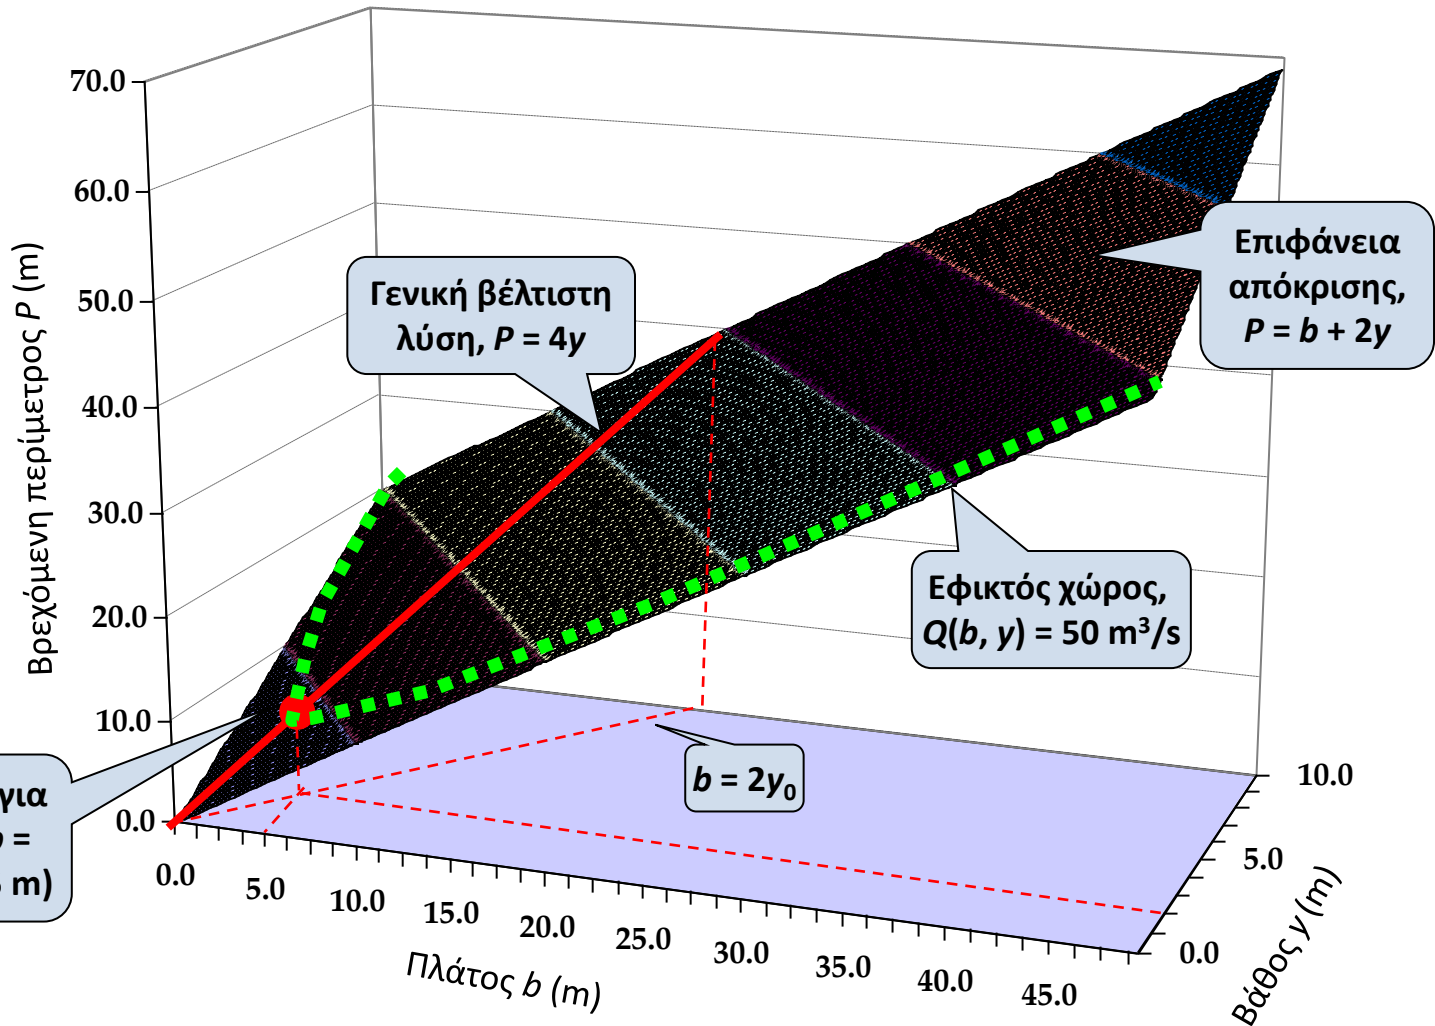 70.0
60.0
50.0
40.0
30.0
20.0
10.0
0.0
Βρεχόμενη περίμετρος P (m)
Γενική βέλτιστη
λύση, P = 4y
Επιφάνεια
απόκρισης,
P = b + 2y
Εφικτός χώρος,
Q(b, y) = 50 m³/s
b = 2y₀
για
=
m)
0.0
5.0
10.0
15.0
20.0
25.0
30.0
35.0
40.0
45.0
Πλάτος b (m)
10.0
5.0
0.0
Βάθος y (m)